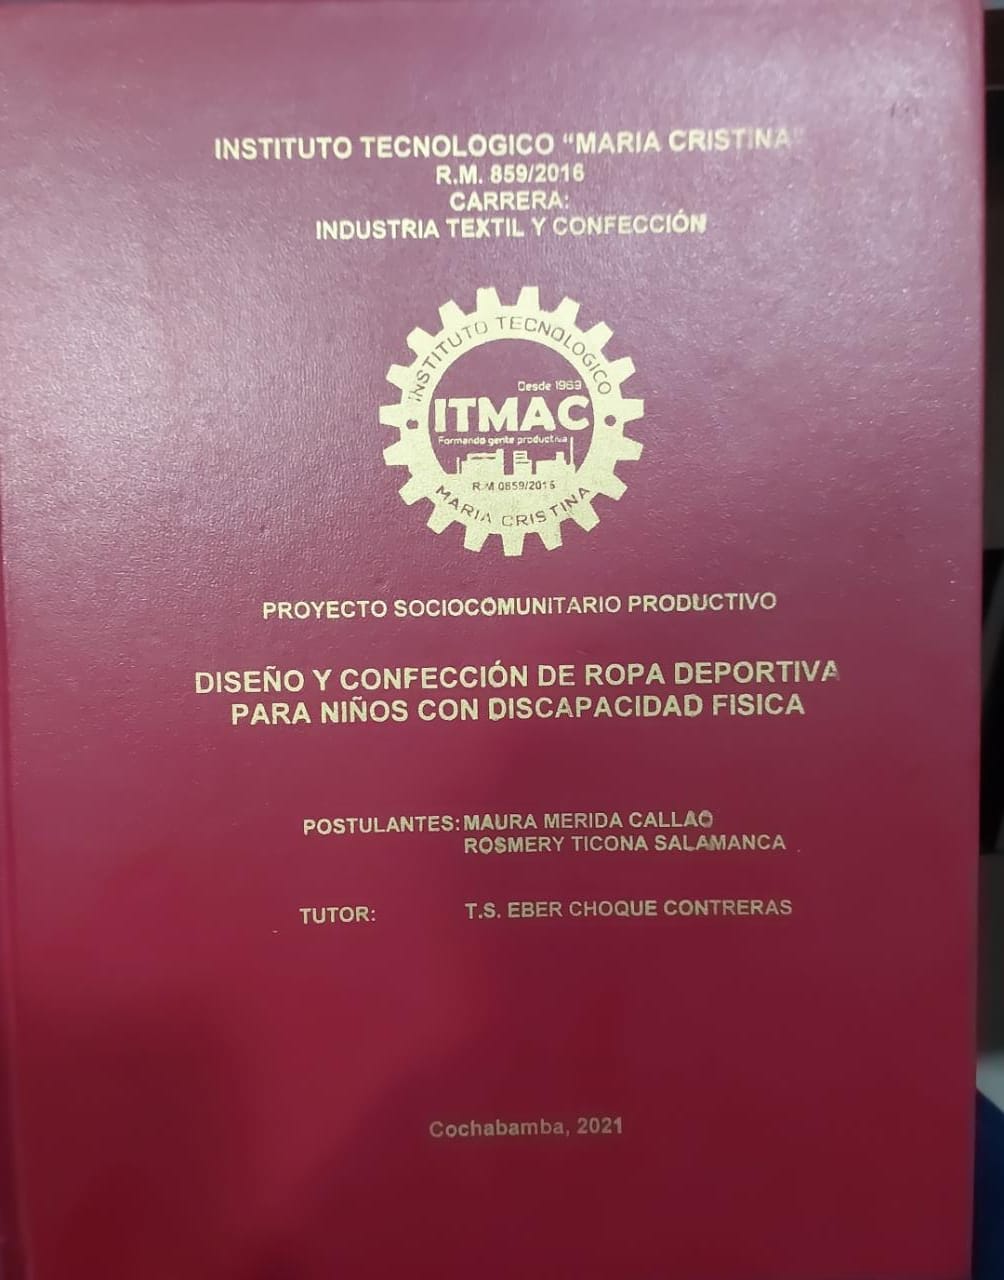 INSTITUTO TECNOLOGICO “MARIA CRISTINA”
R.M. 859/2016
CARRERA:
INDUSTRIA TEXTIL Y CONFECCIÓN
INSTITUTO TECNOLOGICO
Desde 1969
ITMAC
Formando gente productiva
R.M 0859/2016
MARIA CRISTINA
PROYECTO SOCIOCOMUNITARIO PRODUCTIVO
DISEÑO Y CONFECCIÓN DE ROPA DEPORTIVA
PARA NIÑOS CON DISCAPACIDAD FISICA
POSTULANTES: MAURA MERIDA CALLAO
ROSMERY TICONA SALAMANCA
TUTOR: T.S. EBER CHOQUE CONTRERAS
Cochabamba, 2021